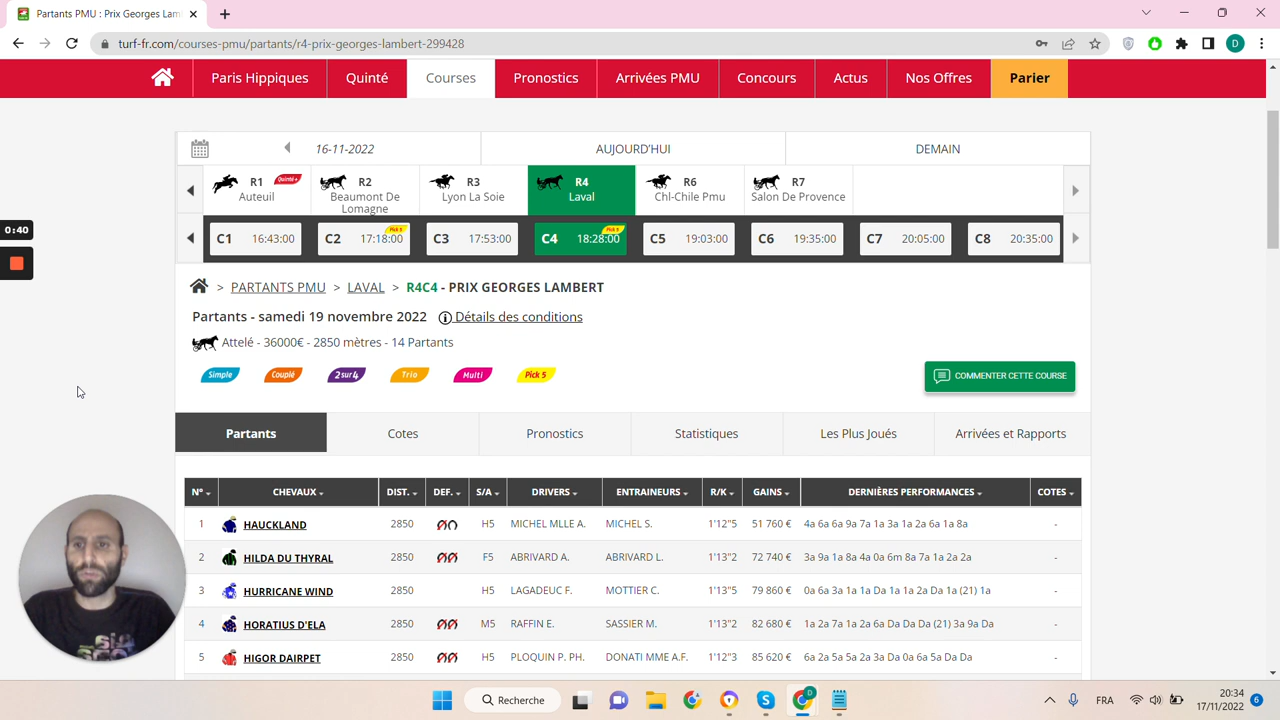 Partants PMU : Prix Georges Lam
turf-fr.com/courses-pmu/partants/r4-prix-georges-lambert-299428
D
Paris Hippiques Quinté Courses Pronostics Arrivées PMU Concours Actus Nos Offres Parier
16-11-2022 AUJOURD'HUI DEMAIN
R1 Quinté+ R2 R3 R4 R6 R7
Auteuil Beaumont De Lyon La Soie Laval Chl-Chile Pmu Salon De Provence
Lomagne
Pick 5 Pick 5
C1 16:43:00 C2 17:18:00 C3 17:53:00 C4 18:28:00 C5 19:03:00 C6 19:35:00 C7 20:05:00 C8 20:35:00
0:40
> PARTANTS PMU > LAVAL > R4C4 - PRIX GEORGES LAMBERT
Partants - samedi 19 novembre 2022 Détails des conditions
Attelé - 36000€ - 2850 mètres - 14 Partants
Simple Couplé 2sur4 Trio Multi Pick 5
COMMENTER CETTE COURSE
Partants Cotes Pronostics Statistiques Les Plus Joués Arrivées et Rapports
N° CHEVAUX DIST. DEF. S/A DRIVERS ENTRAINEURS R/K GAINS DERNIÈRES PERFORMANCES COTES
1 HAUCKLAND 2850 H5 MICHEL MLLE A. MICHEL S. 1'12"5 51 760 € 4a 6a 6a 9a 7a 1a 3a 1a 2a 6a 1a 8a -
2 HILDA DU THYRAL 2850 F5 ABRIVARD A. ABRIVARD L. 1'13"2 72 740 € 3a 9a 1a 8a 4a 0a 6m 8a 7a 1a 2a 2a -
3 HURRICANE WIND 2850 H5 LAGADEUC F. MOTTIER C. 1'13"5 79 860 € 0a 6a 3a 1a 1a Da 1a 1a 2a Da 1a (21) 1a -
4 HORATIUS D'ELA 2850 M5 RAFFIN E. SASSIER M. 1'13"2 82 680 € 1a 2a 7a 1a 2a 6a Da Da Da (21) 3a 9a Da -
5 HIGOR DAIRPET 2850 H5 PLOQUIN P. PH. DONATI MME A.F. 1'12"3 85 620 € 6a 2a 5a 5a 2a 3a Da 0a 6a 3a Da Da -
Recherche
D
FRA
20:34
17/11/2022
6